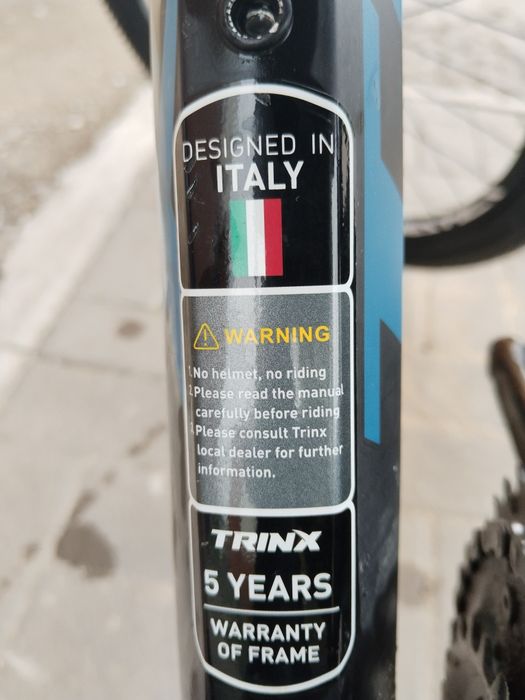 DESIGNED IN
ITALY
WARNING
1.No helmet, no riding
2.Please read the manual
carefully before riding
3.Please consult Trinx
local dealer for further
information.
TRINX
5 YEARS
WARRANTY
OF FRAME